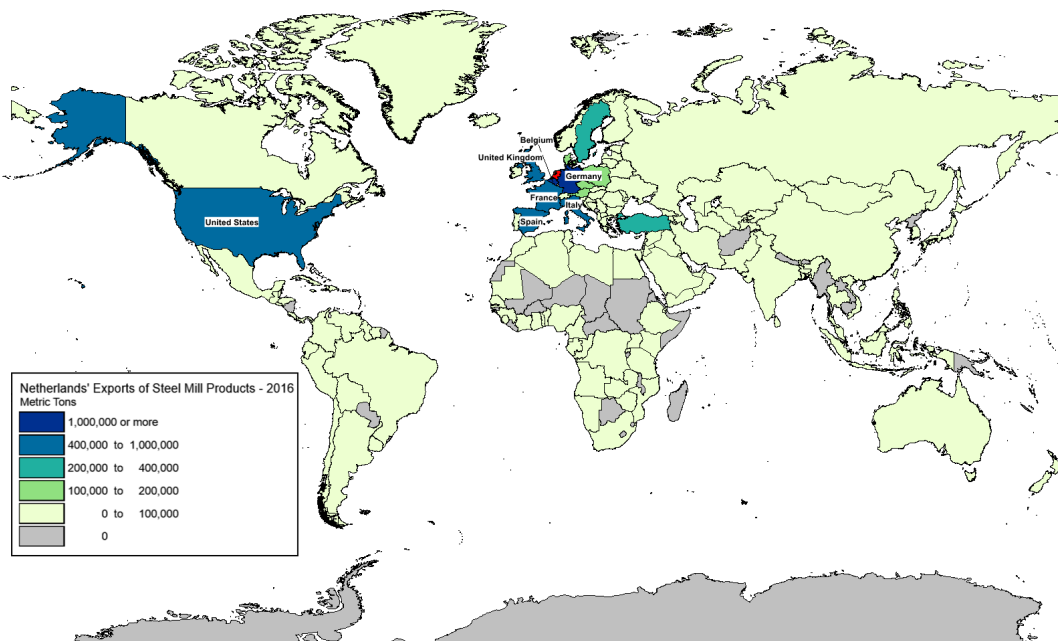 Belgium
United Kingdom
Germany
France
Italy
Spain
United States
Netherlands' Exports of Steel Mill Products - 2016
Metric Tons
1,000,000 or more
400,000 to 1,000,000
200,000 to 400,000
100,000 to 200,000
0 to 100,000
0